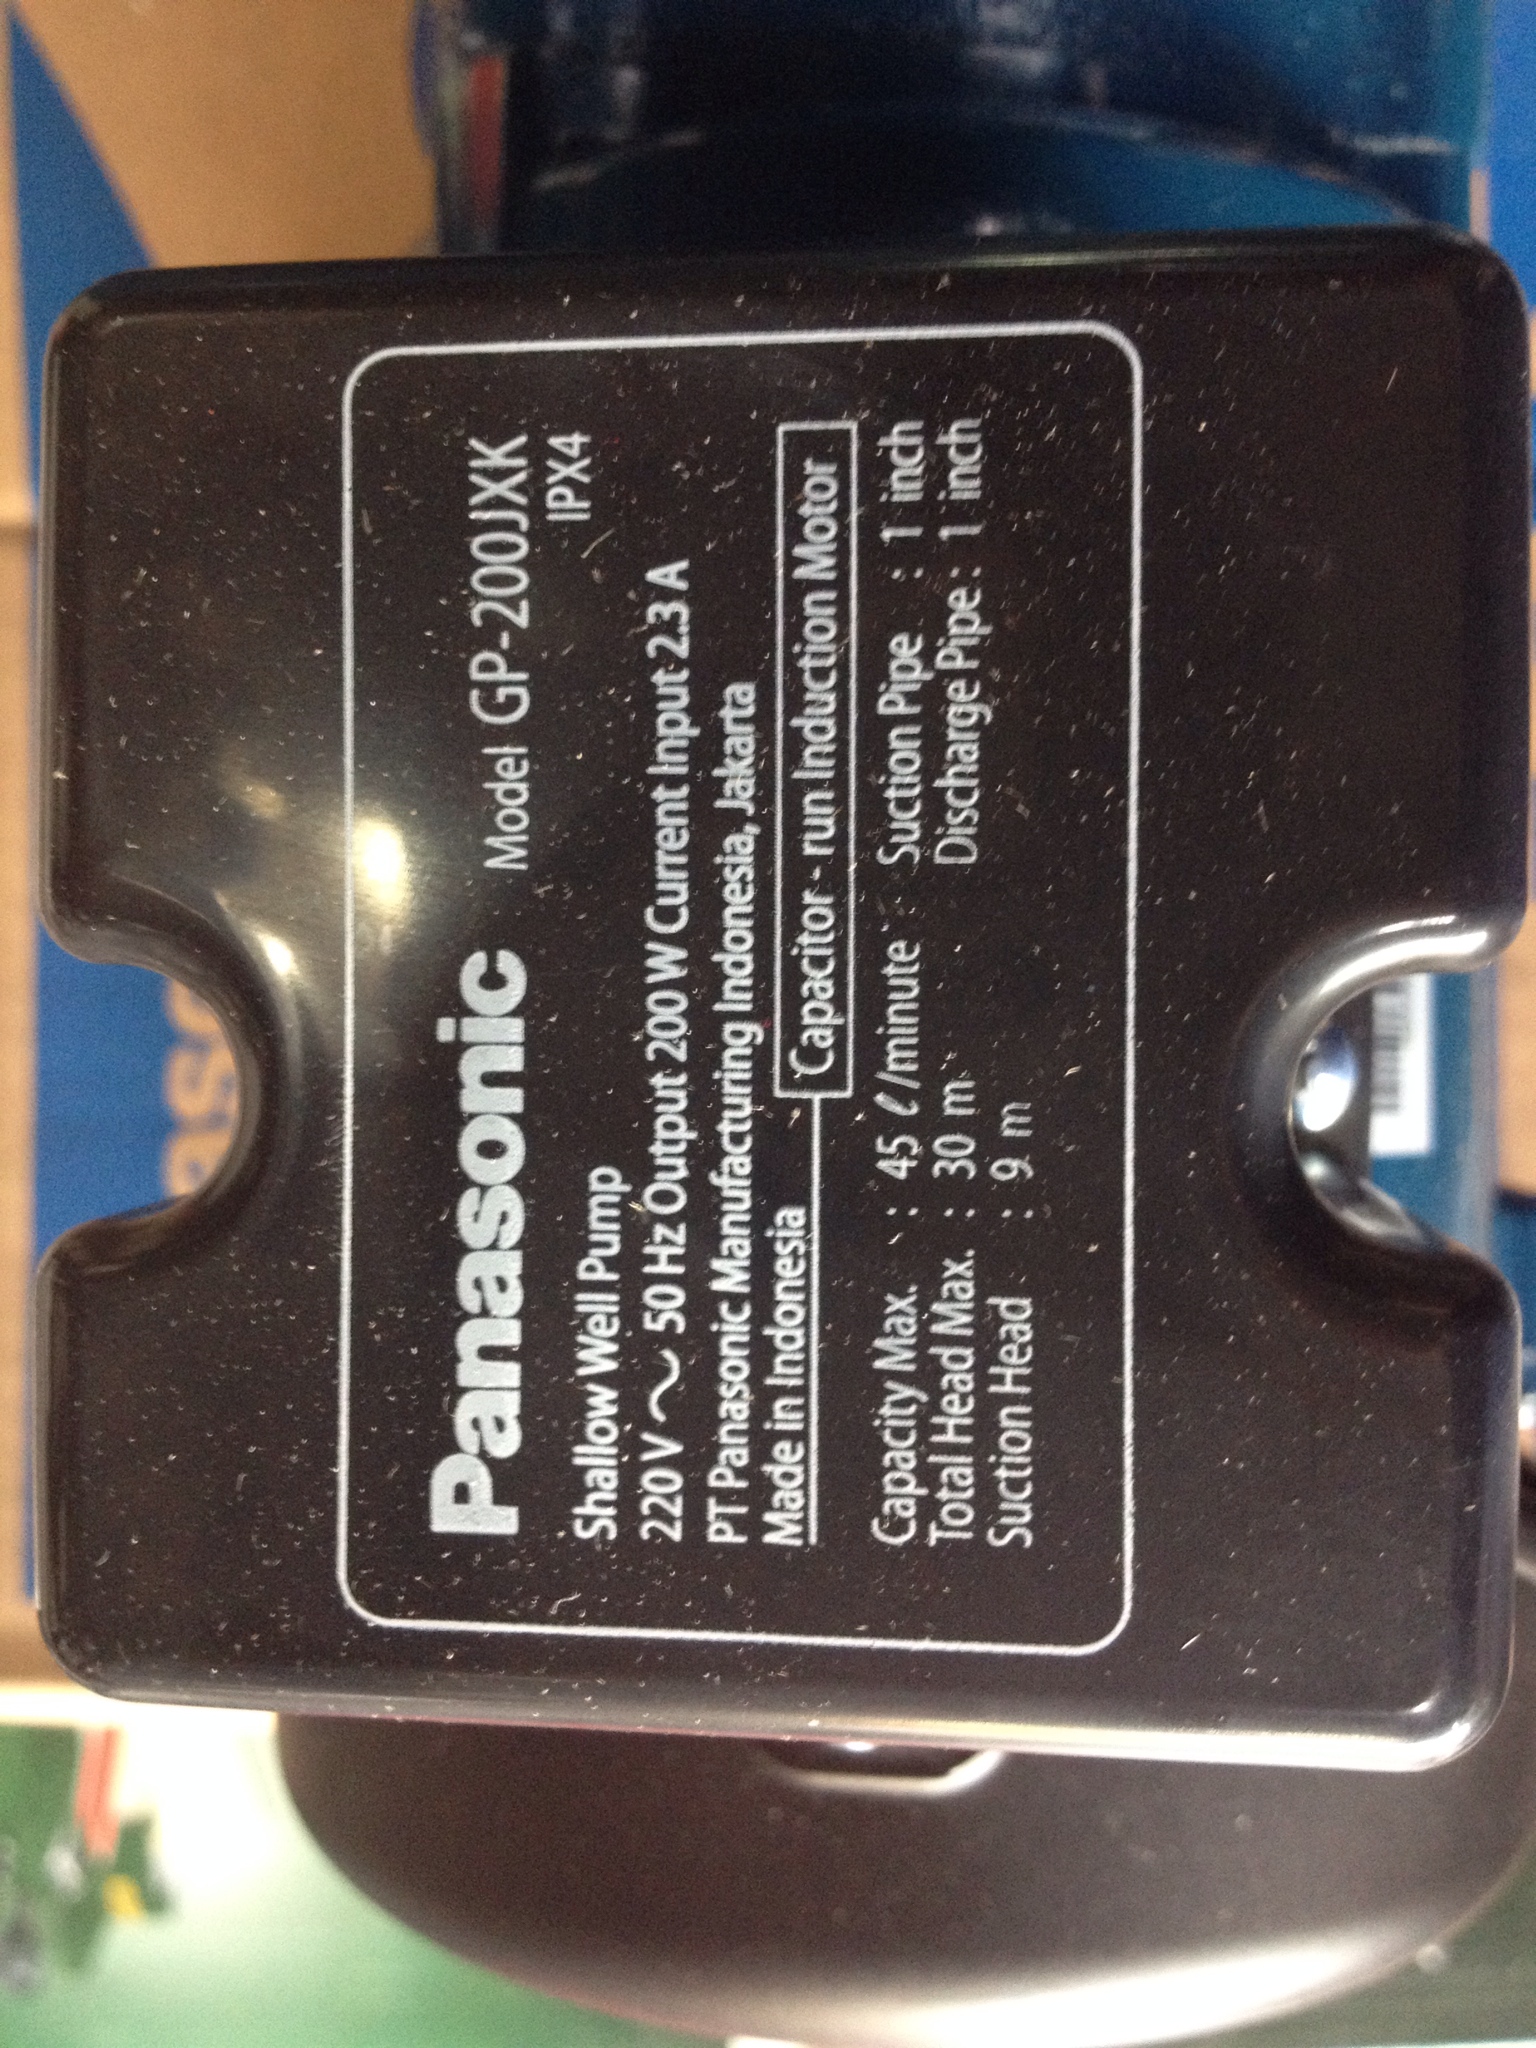 Panasonic Model GP-200JXK
IPX4
Shallow Well Pump
220 V ~ 50 Hz Output 200 W Current Input 2.3 A
PT Panasonic Manufacturing Indonesia, Jakarta
Made in Indonesia Capacitor - run Induction Motor
Capacity Max. : 45 ℓ /minute Suction Pipe : 1 inch
Total Head Max. : 30 m Discharge Pipe : 1 inch
Suction Head : 9 m